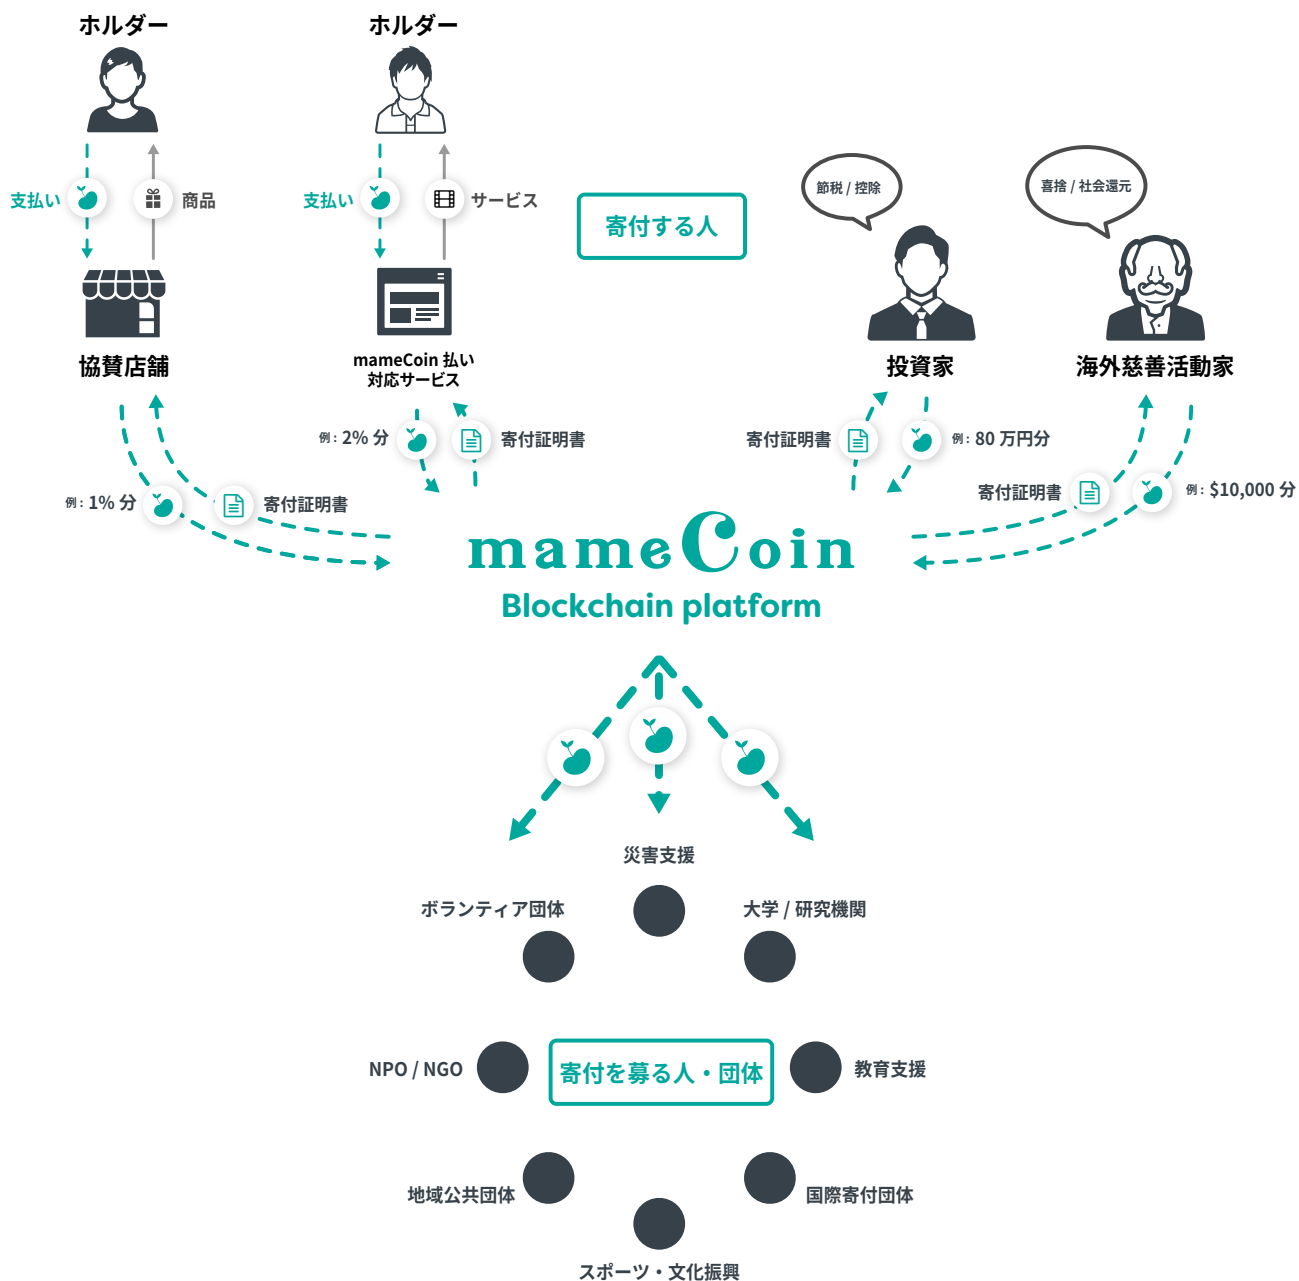 ホルダー
ホルダー
支払い
商品
支払い
サービス
寄付する人
節税 / 控除
喜捨 / 社会還元
協賛店舗
mameCoin 払い
対応サービス
投資家
海外慈善活動家
例 : 2% 分
寄付証明書
寄付証明書
例 : 80 万円分
例 : 1% 分
寄付証明書
寄付証明書
例 : $10,000 分
mameCoin
Blockchain platform
災害支援
ボランティア団体
大学 / 研究機関
NPO / NGO
寄付を募る人・団体
教育支援
地域公共団体
国際寄付団体
スポーツ・文化振興